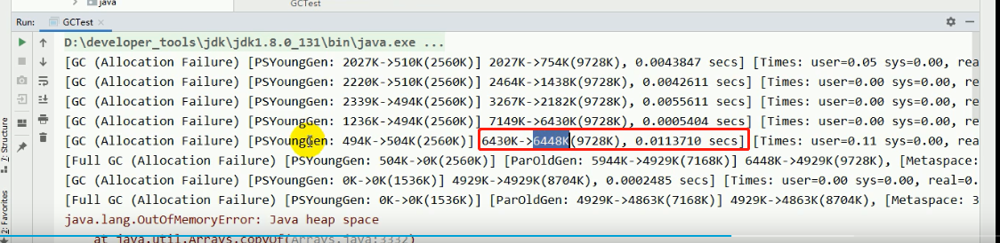 java
GCTest
Run: GCTest
D:\developer_tools\jdk\jdk1.8.0_131\bin\java.exe ...
[GC (Allocation Failure) [PSYoungGen: 2027K->510K(2560K)] 2027K->754K(9728K), 0.0043847 secs] [Times: user=0.05 sys=0.00, rea
[GC (Allocation Failure) [PSYoungGen: 2220K->510K(2560K)] 2464K->1438K(9728K), 0.0042611 secs] [Times: user=0.00 sys=0.00, re
[GC (Allocation Failure) [PSYoungGen: 2339K->494K(2560K)] 3267K->2182K(9728K), 0.0055611 secs] [Times: user=0.00 sys=0.00, re
[GC (Allocation Failure) [PSYoungGen: 1236K->494K(2560K)] 7149K->6430K(9728K), 0.0005404 secs] [Times: user=0.00 sys=0.00, re
[GC (Allocation Failure) [PSYoungGen: 494K->504K(2560K)] 6430K->6448K(9728K), 0.0113710 secs] [Times: user=0.11 sys=0.00, rea
[Full GC (Allocation Failure) [PSYoungGen: 504K->0K(2560K)] [ParOldGen: 5944K->4929K(7168K)] 6448K->4929K(9728K), [Metaspace:
[GC (Allocation Failure) [PSYoungGen: 0K->0K(1536K)] 4929K->4929K(8704K), 0.0002485 secs] [Times: user=0.00 sys=0.00, real=0.
[Full GC (Allocation Failure) [PSYoungGen: 0K->0K(1536K)] [ParOldGen: 4929K->4863K(7168K)] 4929K->4863K(8704K), [Metaspace: 3
java.lang.OutOfMemoryError: Java heap space
at java.util.Arrays.copyOf(Arrays.java:3332)
7: Structure
2: Favorites